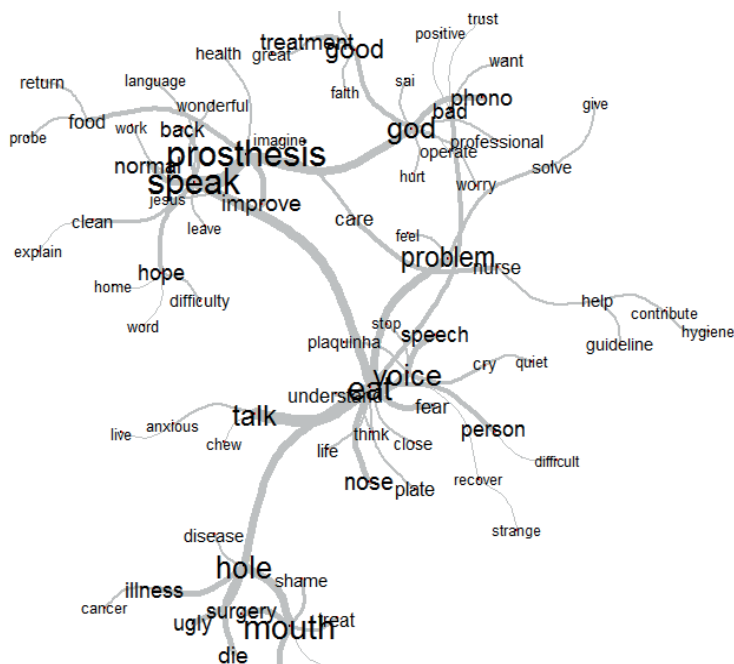 treatment
good
great
health
faith
positive
trust
want
sai
phono
bad
god
professional
operate
hurt
worry
give
solve
return
language
wonderful
food
work
back
probe
imagine
prosthesis
normal
speak
jesus
improve
leave
clean
explain
hope
home
difficulty
word
care
feel
problem
nurse
help
contribute
hygiene
guideline
stop
speech
plaquinha
voice
cry
quiet
understand
eat
fear
talk
anxious
live
chew
think
life
close
person
difficult
nose
plate
recover
strange
disease
hole
shame
illness
cancer
surgery
ugly
mouth
treat
die